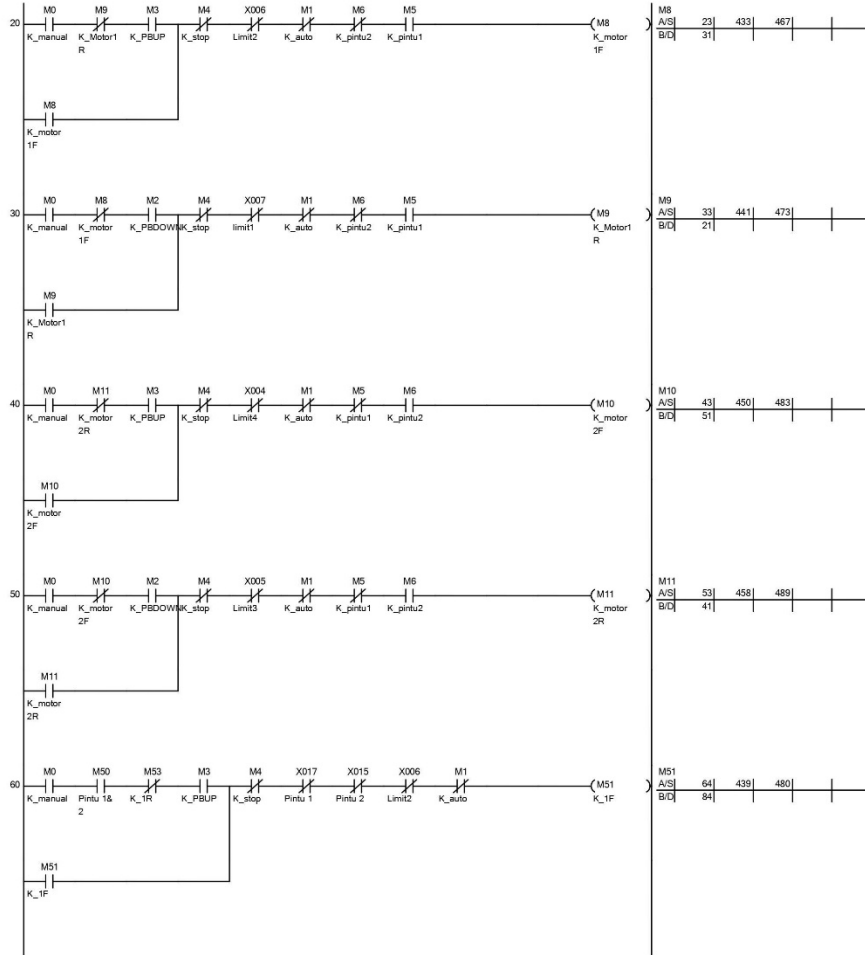 M0 M9 M3 M4 X006 M1 M6 M5 M8
20 M8 A/S 23 433 467
K_manual K_Motor1 K_PBUP K_stop Limit2 K_auto K_pintu2 K_pintu1 K_motor B/D 31
R 1F
M8
K_motor
1F
M0 M8 M2 M4 X007 M1 M6 M5 M9
30 M9 A/S 33 441 473
K_manual K_motor K_PBDOWN K_stop limit1 K_auto K_pintu2 K_pintu1 K_Motor1 B/D 21
1F R
M9
K_Motor1
R
M0 M11 M3 M4 X004 M1 M5 M6 M10
40 M10 A/S 43 450 483
K_manual K_motor K_PBUP K_stop Limit4 K_auto K_pintu1 K_pintu2 K_motor B/D 51
2R 2F
M10
K_motor
2F
M0 M10 M2 M4 X005 M1 M5 M6 M11
50 M11 A/S 53 458 489
K_manual K_motor K_PBDOWN K_stop Limit3 K_auto K_pintu1 K_pintu2 K_motor B/D 41
2F 2R
M11
K_motor
2R
M0 M50 M53 M3 M4 X017 X015 X006 M1 M51
60 M51 A/S 64 439 480
K_manual Pintu 1& K_1R K_PBUP K_stop Pintu 1 Pintu 2 Limit2 K_auto K_1F B/D 84
2
M51
K_1F